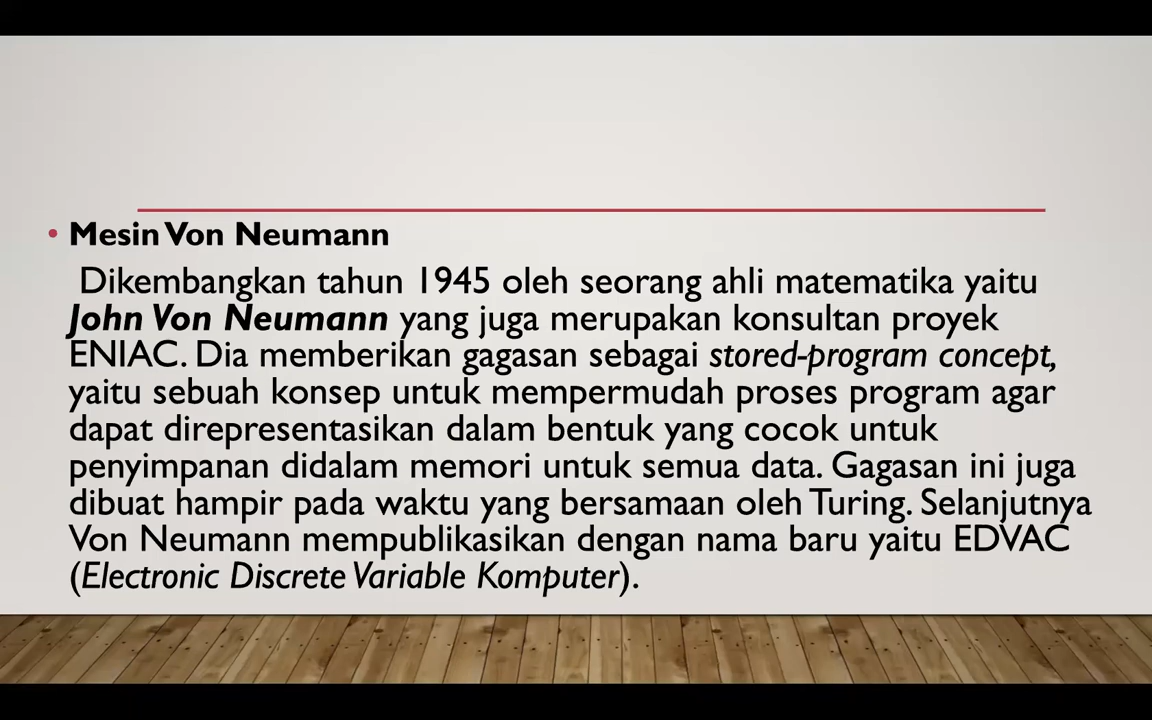 • Mesin Von Neumann
Dikembangkan tahun 1945 oleh seorang ahli matematika yaitu
John Von Neumann yang juga merupakan konsultan proyek
ENIAC. Dia memberikan gagasan sebagai stored-program concept,
yaitu sebuah konsep untuk mempermudah proses program agar
dapat direpresentasikan dalam bentuk yang cocok untuk
penyimpanan didalam memori untuk semua data. Gagasan ini juga
dibuat hampir pada waktu yang bersamaan oleh Turing. Selanjutnya
Von Neumann mempublikasikan dengan nama baru yaitu EDVAC
(Electronic Discrete Variable Komputer).